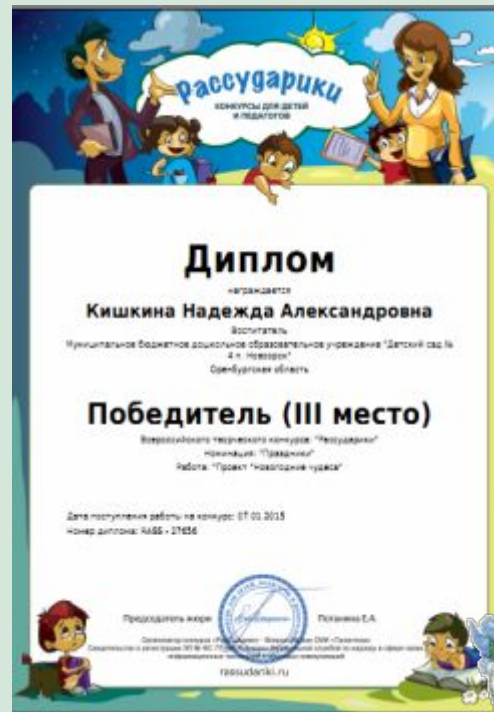 Рассударики
КОНКУРСЫ ДЛЯ ДЕТЕЙ
И ПЕДАГОГОВ
Диплом
награждается
Кишкина Надежда Александровна
Воспитатель
Муниципальное бюджетное дошкольное образовательное учреждение "Детский сад №
4 п. Новоорск"
Оренбургская область
Победитель (III место)
Всероссийского творческого конкурса: "Рассударики"
Номинация: "Праздники"
Работа: "Проект "Новогодние чудеса"
Дата поступления работы на конкурс: 07.01.2015
Номер диплома: RASS - 27656
Председатель жюри
Потанина Е.А.
rassudariki.ru